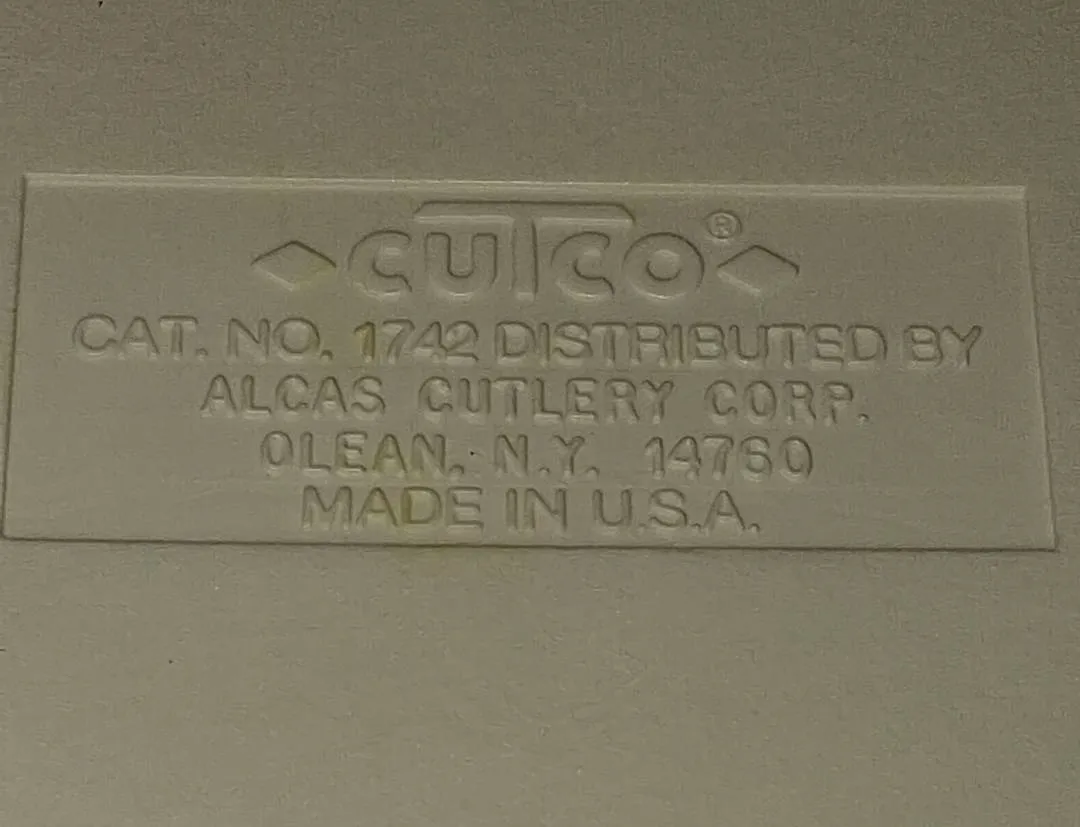 CUTCO®
CAT. NO. 1742 DISTRIBUTED BY
ALCAS CUTLERY CORP.
OLEAN, N.Y. 14760
MADE IN U.S.A.